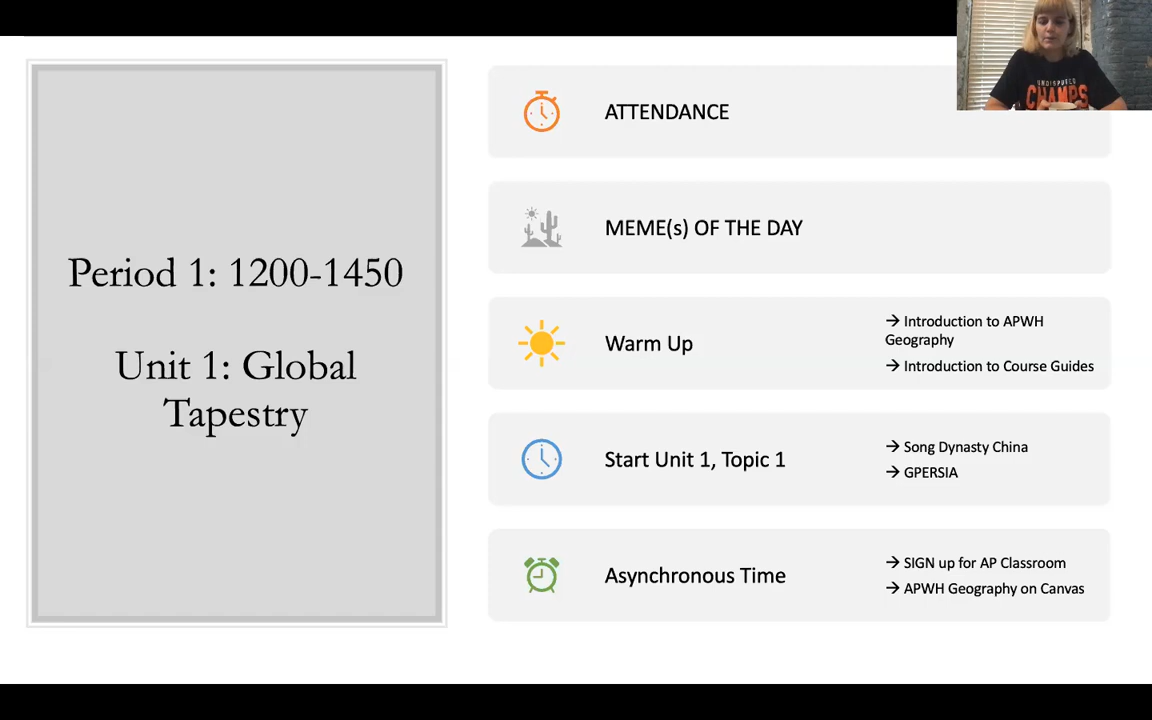 UNDISPUTED
CHAMPS
ATTENDANCE
MEME(s) OF THE DAY
Period 1: 1200-1450
Unit 1: Global
Tapestry
Warm Up
→ Introduction to APWH
Geography
→ Introduction to Course Guides
Start Unit 1, Topic 1
→ Song Dynasty China
→ GPERSIA
Asynchronous Time
→ SIGN up for AP Classroom
→ APWH Geography on Canvas